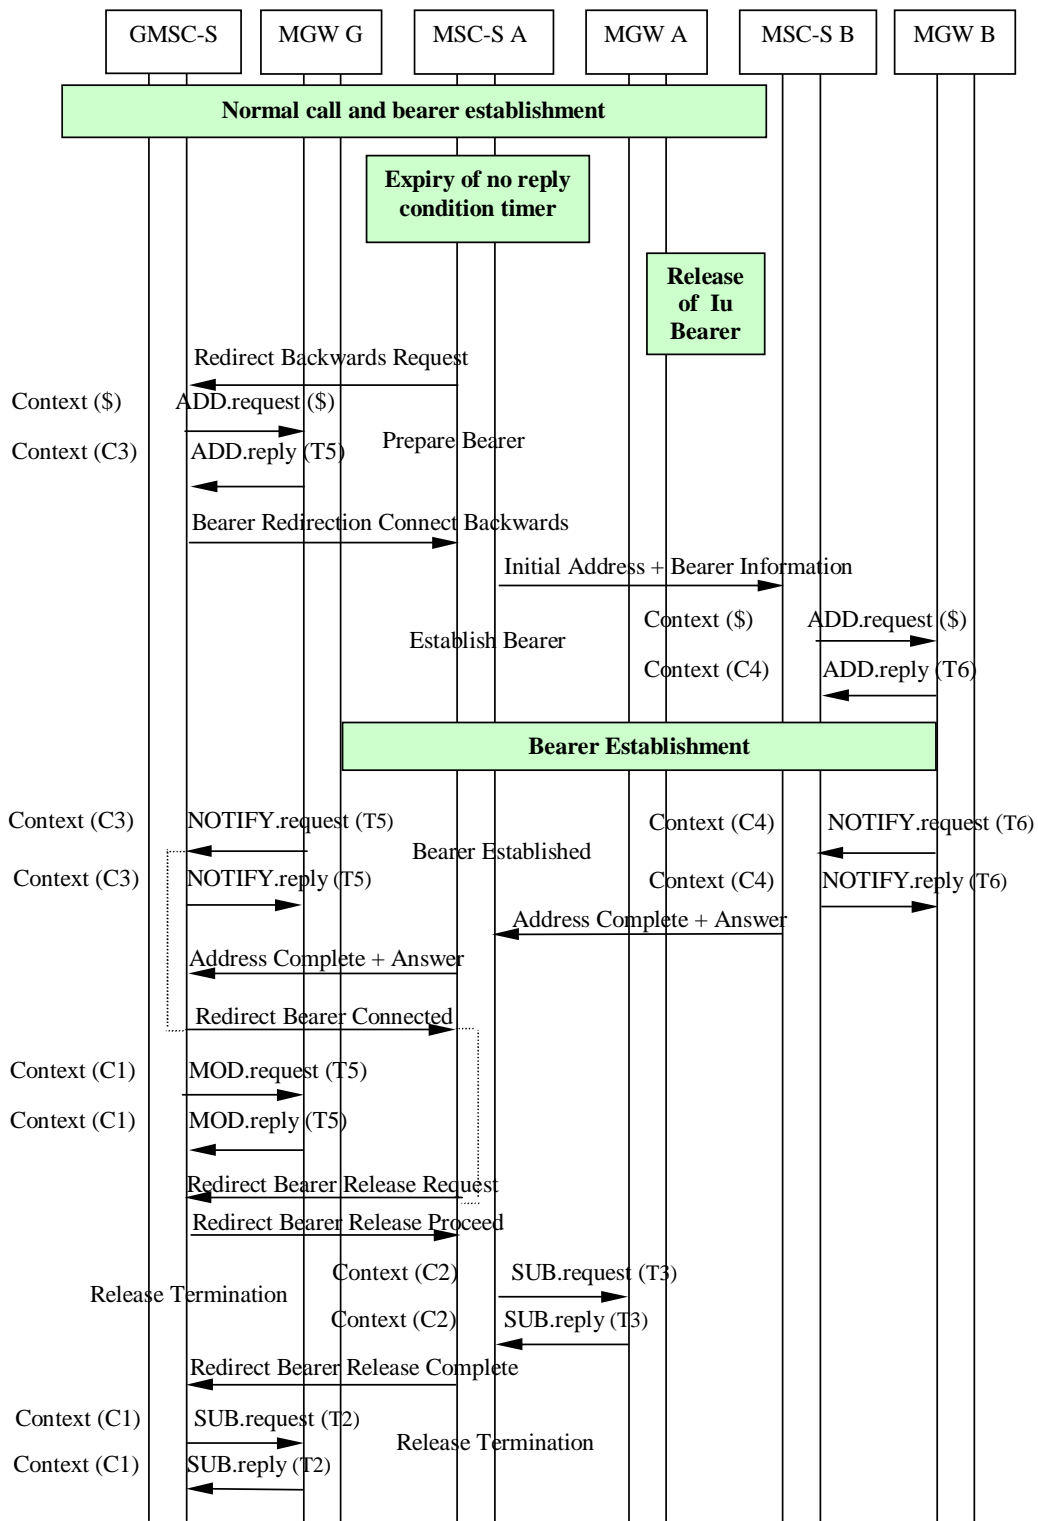 GMSC-S
MGW G
MSC-S A
MGW A
MSC-S B
MGW B
Normal call and bearer establishment
Expiry of no reply
condition timer
Release
of Iu
Bearer
Redirect Backwards Request
Context ($)
ADD.request ($)
Prepare Bearer
Context (C3)
ADD.reply (T5)
Bearer Redirection Connect Backwards
Initial Address + Bearer Information
Context ($)
ADD.request ($)
Establish Bearer
Context (C4)
ADD.reply (T6)
Bearer Establishment
Context (C3)
NOTIFY.request (T5)
Context (C4)
NOTIFY.request (T6)
Bearer Established
Context (C3)
NOTIFY.reply (T5)
Context (C4)
NOTIFY.reply (T6)
Address Complete + Answer
Address Complete + Answer
Redirect Bearer Connected
Context (C1)
MOD.request (T5)
Context (C1)
MOD.reply (T5)
Redirect Bearer Release Request
Redirect Bearer Release Proceed
Context (C2)
SUB.request (T3)
Release Termination
Context (C2)
SUB.reply (T3)
Redirect Bearer Release Complete
Context (C1)
SUB.request (T2)
Release Termination
Context (C1)
SUB.reply (T2)